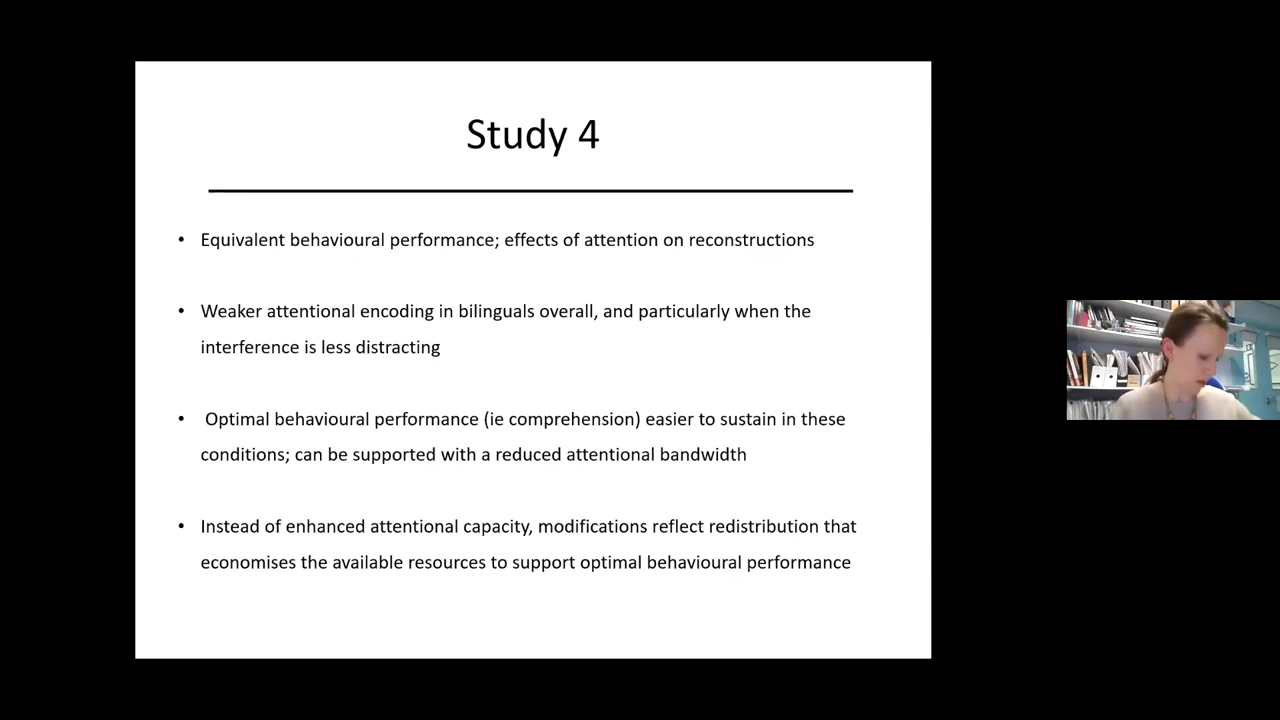 Study 4
• Equivalent behavioural performance; effects of attention on reconstructions
• Weaker attentional encoding in bilinguals overall, and particularly when the
interference is less distracting
• Optimal behavioural performance (ie comprehension) easier to sustain in these
conditions; can be supported with a reduced attentional bandwidth
• Instead of enhanced attentional capacity, modifications reflect redistribution that
economises the available resources to support optimal behavioural performance